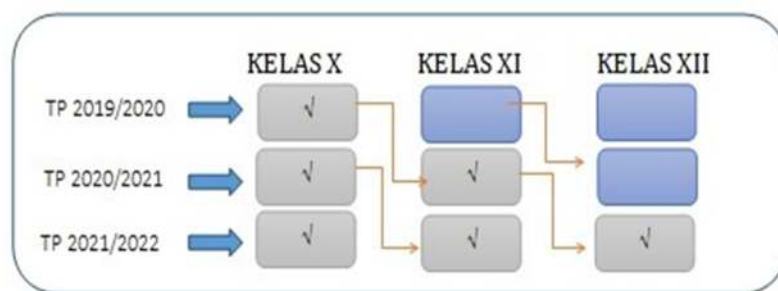 KELAS X KELAS XI KELAS XII
TP 2019/2020 √
TP 2020/2021 √ √
TP 2021/2022 √ √ √